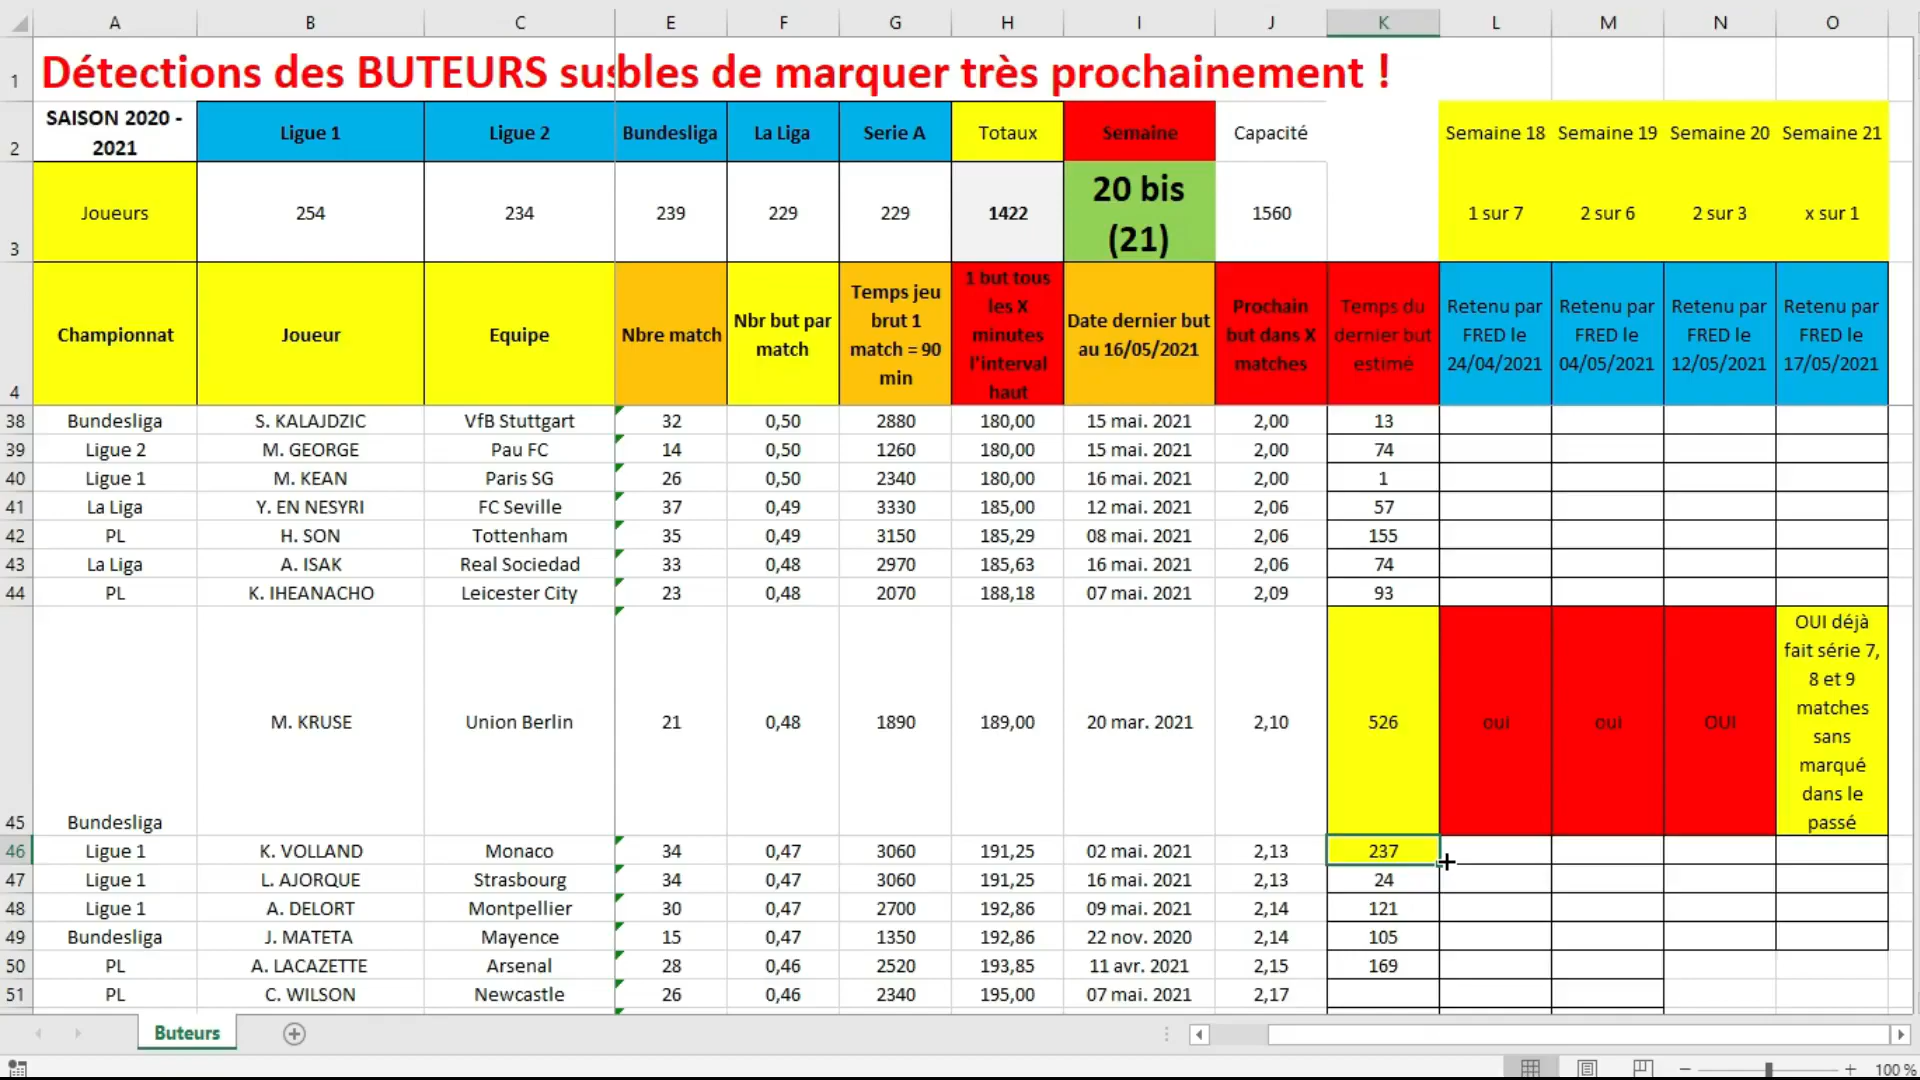 A B C E F G H I J K L M N O
1 Détections des BUTEURS susbles de marquer très prochainement !
2 SAISON 2020 - 2021 Ligue 1 Ligue 2 Bundesliga La Liga Serie A Totaux Semaine Capacité Semaine 18 Semaine 19 Semaine 20 Semaine 21
3 Joueurs 254 234 239 229 229 1422 20 bis (21) 1560 1 sur 7 2 sur 6 2 sur 3 x sur 1
4 Championnat Joueur Equipe Nbre match Nbr but par match Temps jeu brut 1 match = 90 min 1 but tous les X minutes l'interval haut Date dernier but au 16/05/2021 Prochain but dans X matches Temps du dernier but estimé Retenu par FRED le 24/04/2021 Retenu par FRED le 04/05/2021 Retenu par FRED le 12/05/2021 Retenu par FRED le 17/05/2021
38 Bundesliga S. KALAJDZIC VfB Stuttgart 32 0,50 2880 180,00 15 mai. 2021 2,00 13
39 Ligue 2 M. GEORGE Pau FC 14 0,50 1260 180,00 15 mai. 2021 2,00 74
40 Ligue 1 M. KEAN Paris SG 26 0,50 2340 180,00 16 mai. 2021 2,00 1
41 La Liga Y. EN NESYRI FC Seville 37 0,49 3330 185,00 12 mai. 2021 2,06 57
42 PL H. SON Tottenham 35 0,49 3150 185,29 08 mai. 2021 2,06 155
43 La Liga A. ISAK Real Sociedad 33 0,48 2970 185,63 16 mai. 2021 2,06 74
44 PL K. IHEANACHO Leicester City 23 0,48 2070 188,18 07 mai. 2021 2,09 93
45 Bundesliga M. KRUSE Union Berlin 21 0,48 1890 189,00 20 mar. 2021 2,10 526 oui oui OUI OUI déjà fait série 7, 8 et 9 matches sans marqué dans le passé
46 Ligue 1 K. VOLLAND Monaco 34 0,47 3060 191,25 02 mai. 2021 2,13 237
47 Ligue 1 L. AJORQUE Strasbourg 34 0,47 3060 191,25 16 mai. 2021 2,13 24
48 Ligue 1 A. DELORT Montpellier 30 0,47 2700 192,86 09 mai. 2021 2,14 121
49 Bundesliga J. MATETA Mayence 15 0,47 1350 192,86 22 nov. 2020 2,14 105
50 PL A. LACAZETTE Arsenal 28 0,46 2520 193,85 11 avr. 2021 2,15 169
51 PL C. WILSON Newcastle 26 0,46 2340 195,00 07 mai. 2021 2,17
Buteurs
100 %